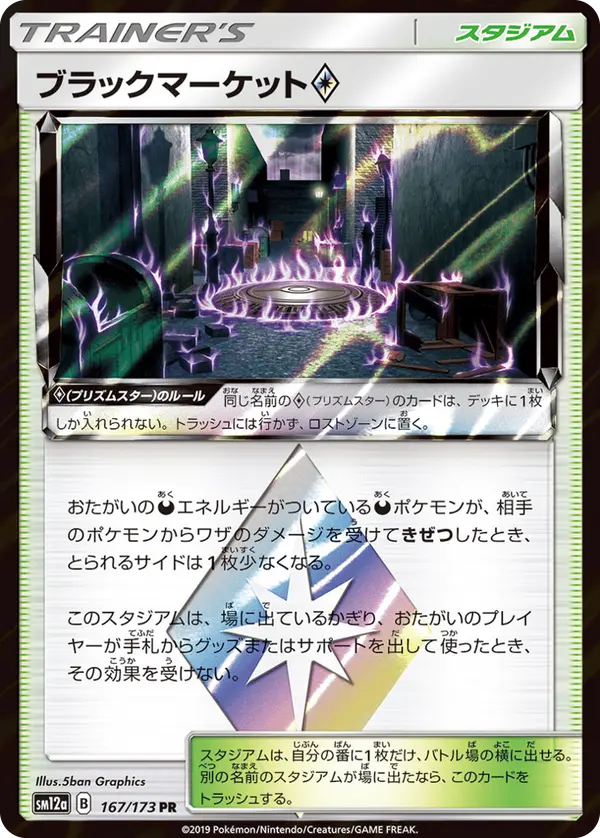 TRAINER'S
スタジアム
ブラックマーケット
(プリズムスター)のルール 同じ名前の(プリズムスター)のカードは、デッキに1枚
しか入れられない。トラッシュには行かず、ロストゾーンに置く。
おたがいのエネルギーがついているポケモンが、相手
のポケモンからワザのダメージを受けてきぜつしたとき、
とられるサイドは1枚少なくなる。
このスタジアムは、場に出ているかぎり、おたがいのプレイ
ヤーが手札からグッズまたはサポートを出して使ったとき、
その効果を受けない。
スタジアムは、自分の番に1枚だけ、バトル場の横に出せる。
別の名前のスタジアムが場に出たなら、このカードを
トラッシュする。
Illus.5ban Graphics
sm12a B 167/173 PR
©2019 Pokémon/Nintendo/Creatures/GAME FREAK.